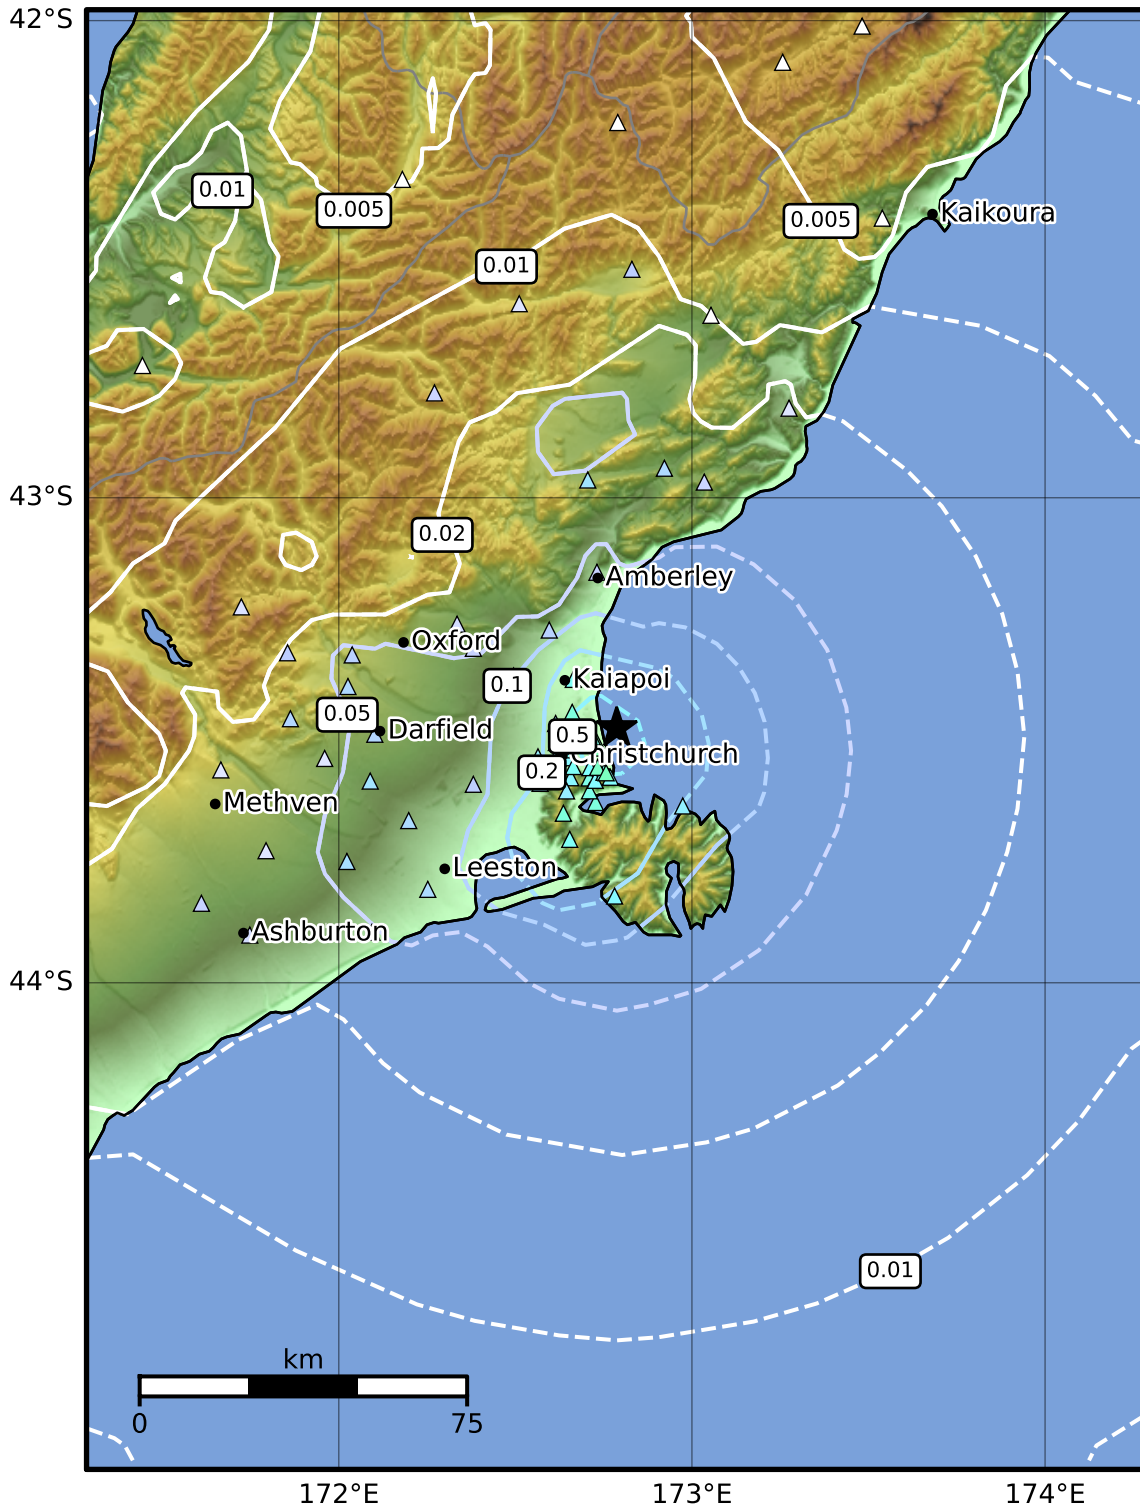 42°S
0.01
0.005
0.005
Kaikoura
0.01
43°S
0.02
Amberley
Oxford
Kaiapoi
0.1
0.05
Darfield
0.5
Christchurch
0.2
Methven
Leeston
Ashburton
44°S
0.01
km
0 75
172°E 173°E 174°E